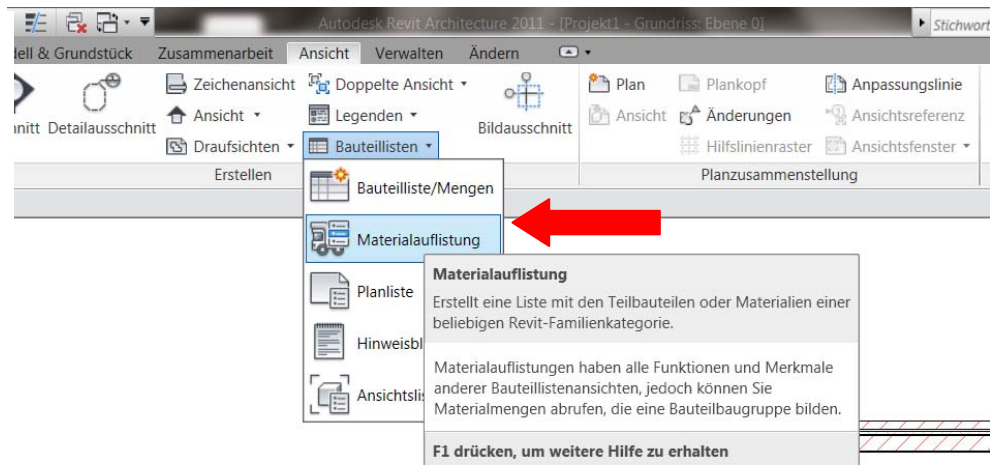 Autodesk Revit Architecture 2011 - [Projekt1 - Grundriss: Ebene 0]
Stichwort
dell & Grundstück Zusammenarbeit Ansicht Verwalten Ändern
Zeichenansicht Doppelte Ansicht Plan Plankopf Anpassungslinie
Ansicht Legenden Ansicht Änderungen Ansichtsreferenz
nitt Detailausschnitt Bildausschnitt
Draufsichten Bauteillisten Hilfslinienraster Ansichtsfenster
Erstellen Planzusammenstellung
Bauteilliste/Mengen
Materialauflistung
Planliste
Hinweisbl
Ansichtslis
Materialauflistung
Erstellt eine Liste mit den Teilbauteilen oder Materialien einer
beliebigen Revit-Familienkategorie.
Materialauflistungen haben alle Funktionen und Merkmale
anderer Bauteillistenansichten, jedoch können Sie
Materialmengen abrufen, die eine Bauteilbaugruppe bilden.
F1 drücken, um weitere Hilfe zu erhalten